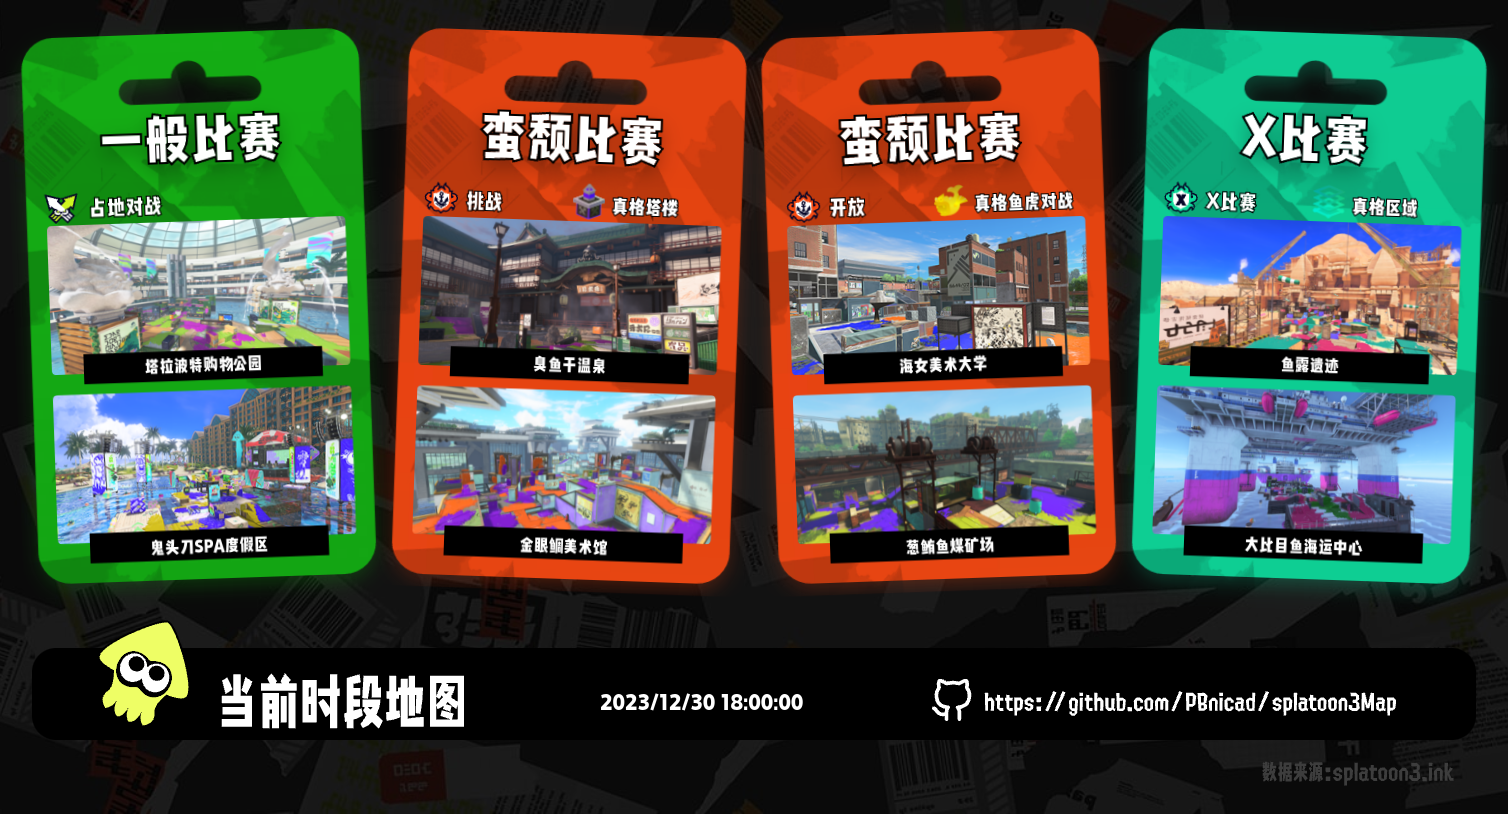 一般比赛
占地对战
塔拉波特购物公园
鬼头刀SPA度假区
蛮颓比赛
挑战
真格塔楼
臭鱼干温泉
金眼鲷美术馆
蛮颓比赛
开放
真格鱼虎对战
海女美术大学
葱鲔鱼煤矿场
X比赛
X比赛
真格区域
鱼露遗迹
大比目鱼海运中心
当前时段地图
2023/12/30 18:00:00
https://github.com/PBnicad/splatoon3Map
数据来源:splatoon3.ink